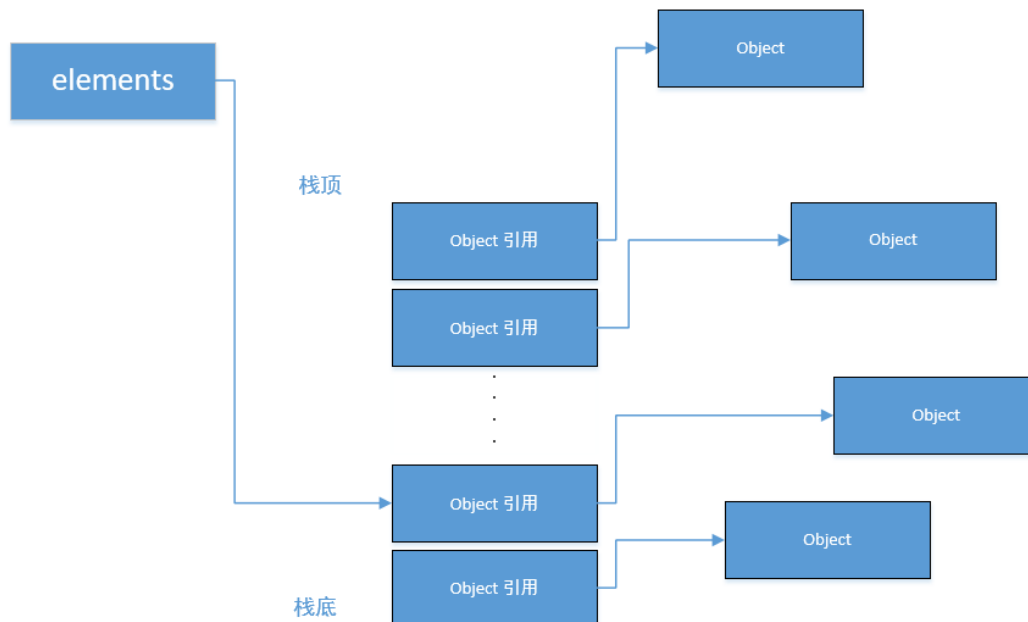 Object
elements
栈顶
Object 引用
Object
Object 引用
Object
Object 引用
Object
Object 引用
栈底